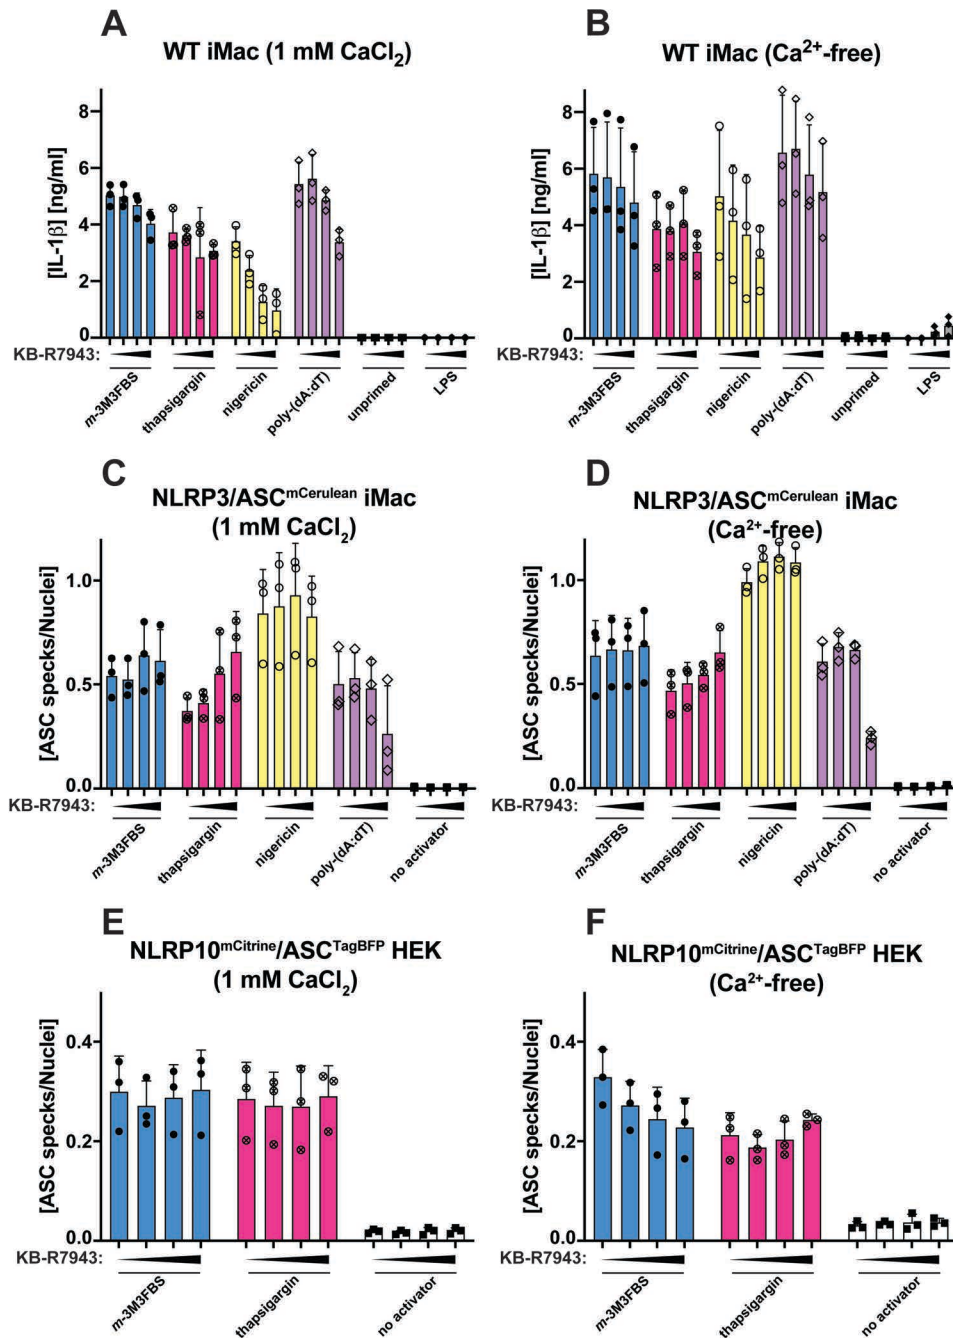 A
WT iMac (1 mM CaCl2)
[IL-1β] [ng/ml]
8
6
4
2
0
KB-R7943:
m-3M3FBS
thapsigargin
nigericin
poly-(dA:dT)
unprimed
LPS
B
WT iMac (Ca2+-free)
[IL-1β] [ng/ml]
8
6
4
2
0
KB-R7943:
m-3M3FBS
thapsigargin
nigericin
poly-(dA:dT)
unprimed
LPS
C
NLRP3/ASCmCerulean iMac
(1 mM CaCl2)
[ASC specks/Nuclei]
1.0
0.5
0.0
KB-R7943:
m-3M3FBS
thapsigargin
nigericin
poly-(dA:dT)
no activator
D
NLRP3/ASCmCerulean iMac
(Ca2+-free)
[ASC specks/Nuclei]
1.0
0.5
0.0
KB-R7943:
m-3M3FBS
thapsigargin
nigericin
poly-(dA:dT)
no activator
E
NLRP10mCitrine/ASCTagBFP HEK
(1 mM CaCl2)
[ASC specks/Nuclei]
0.4
0.2
0.0
KB-R7943:
m-3M3FBS
thapsigargin
no activator
F
NLRP10mCitrine/ASCTagBFP HEK
(Ca2+-free)
[ASC specks/Nuclei]
0.4
0.2
0.0
KB-R7943:
m-3M3FBS
thapsigargin
no activator